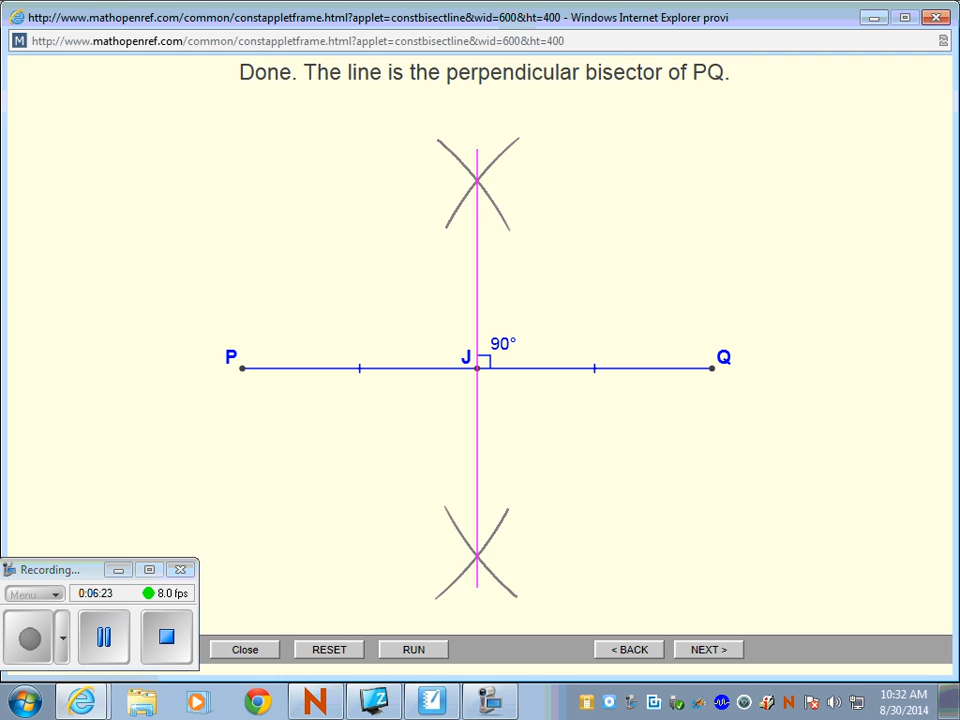 http://www.mathopenref.com/common/constappletframe.html?applet=constbisectline&wid=600&ht=400 - Windows Internet Explorer provi
M http://www.mathopenref.com/common/constappletframe.html?applet=constbisectline&wid=600&ht=400
Done. The line is the perpendicular bisector of PQ.
90°
P J Q
Recording...
Menu 0:06:23 8.0 fps
Close RESET RUN < BACK NEXT >
10:32 AM
8/30/2014